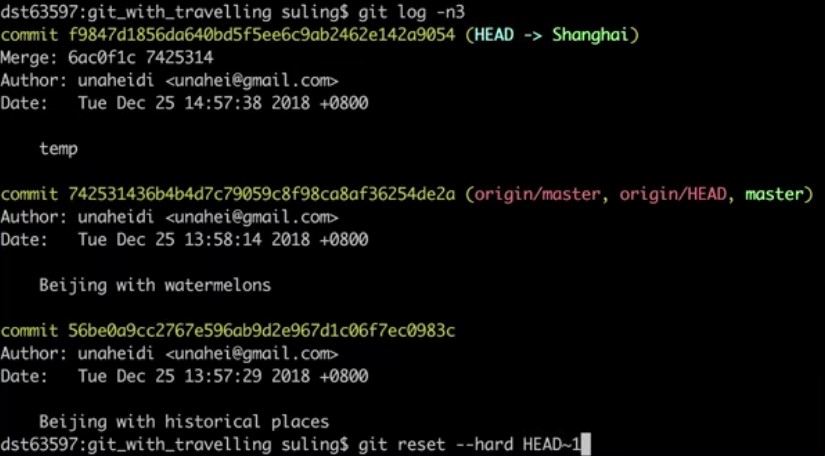 dst63597:git_with_travelling suling$ git log -n3
commit f9847d1856da640bd5f5ee6c9ab2462e142a9054 (HEAD -> Shanghai)
Merge: 6ac0f1c 7425314
Author: unaheidi <unahei@gmail.com>
Date:   Tue Dec 25 14:57:38 2018 +0800
temp
commit 742531436b4b4d7c79059c8f98ca8af36254de2a (origin/master, origin/HEAD, master)
Author: unaheidi <unahei@gmail.com>
Date:   Tue Dec 25 13:58:14 2018 +0800
Beijing with watermelons
commit 56be0a9cc2767e596ab9d2e967d1c06f7ec0983c
Author: unaheidi <unahei@gmail.com>
Date:   Tue Dec 25 13:57:29 2018 +0800
Beijing with historical places
dst63597:git_with_travelling suling$ git reset --hard HEAD~1